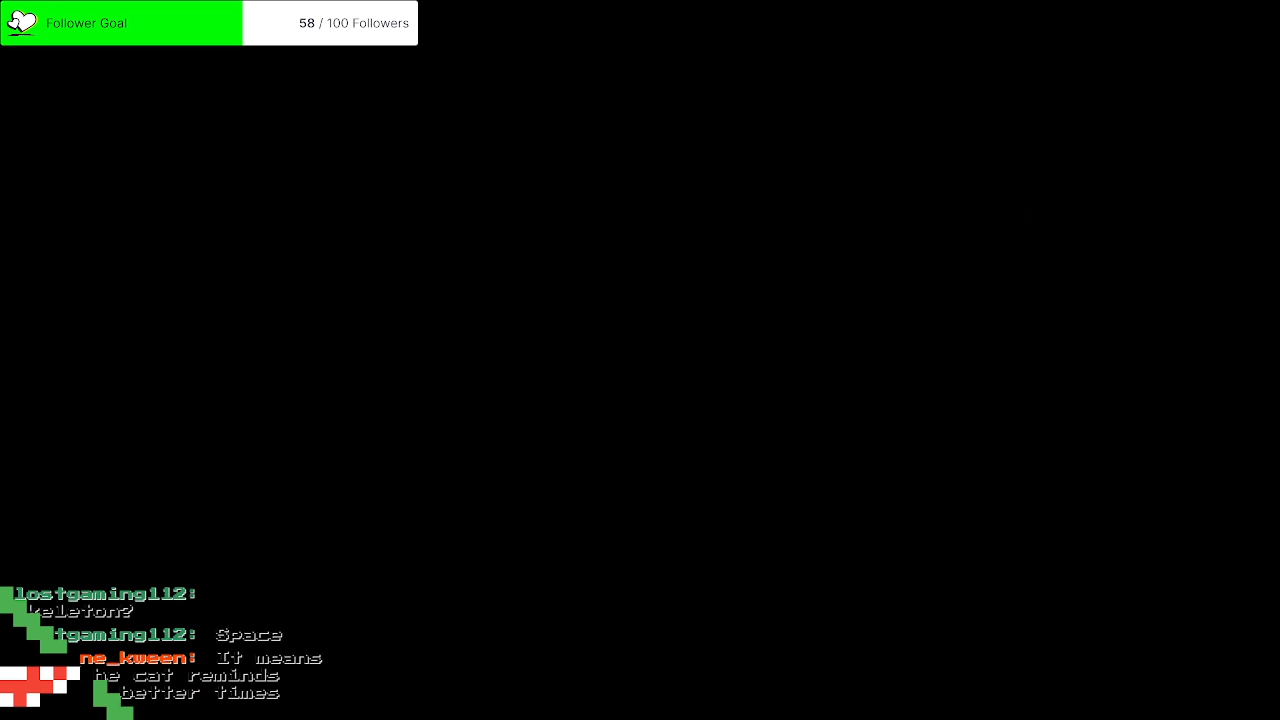 Follower Goal 58 / 100 Followers
lostgaming112:
keleton?
tgaming112: Space
ne_kween: It means
he cat reminds
better times